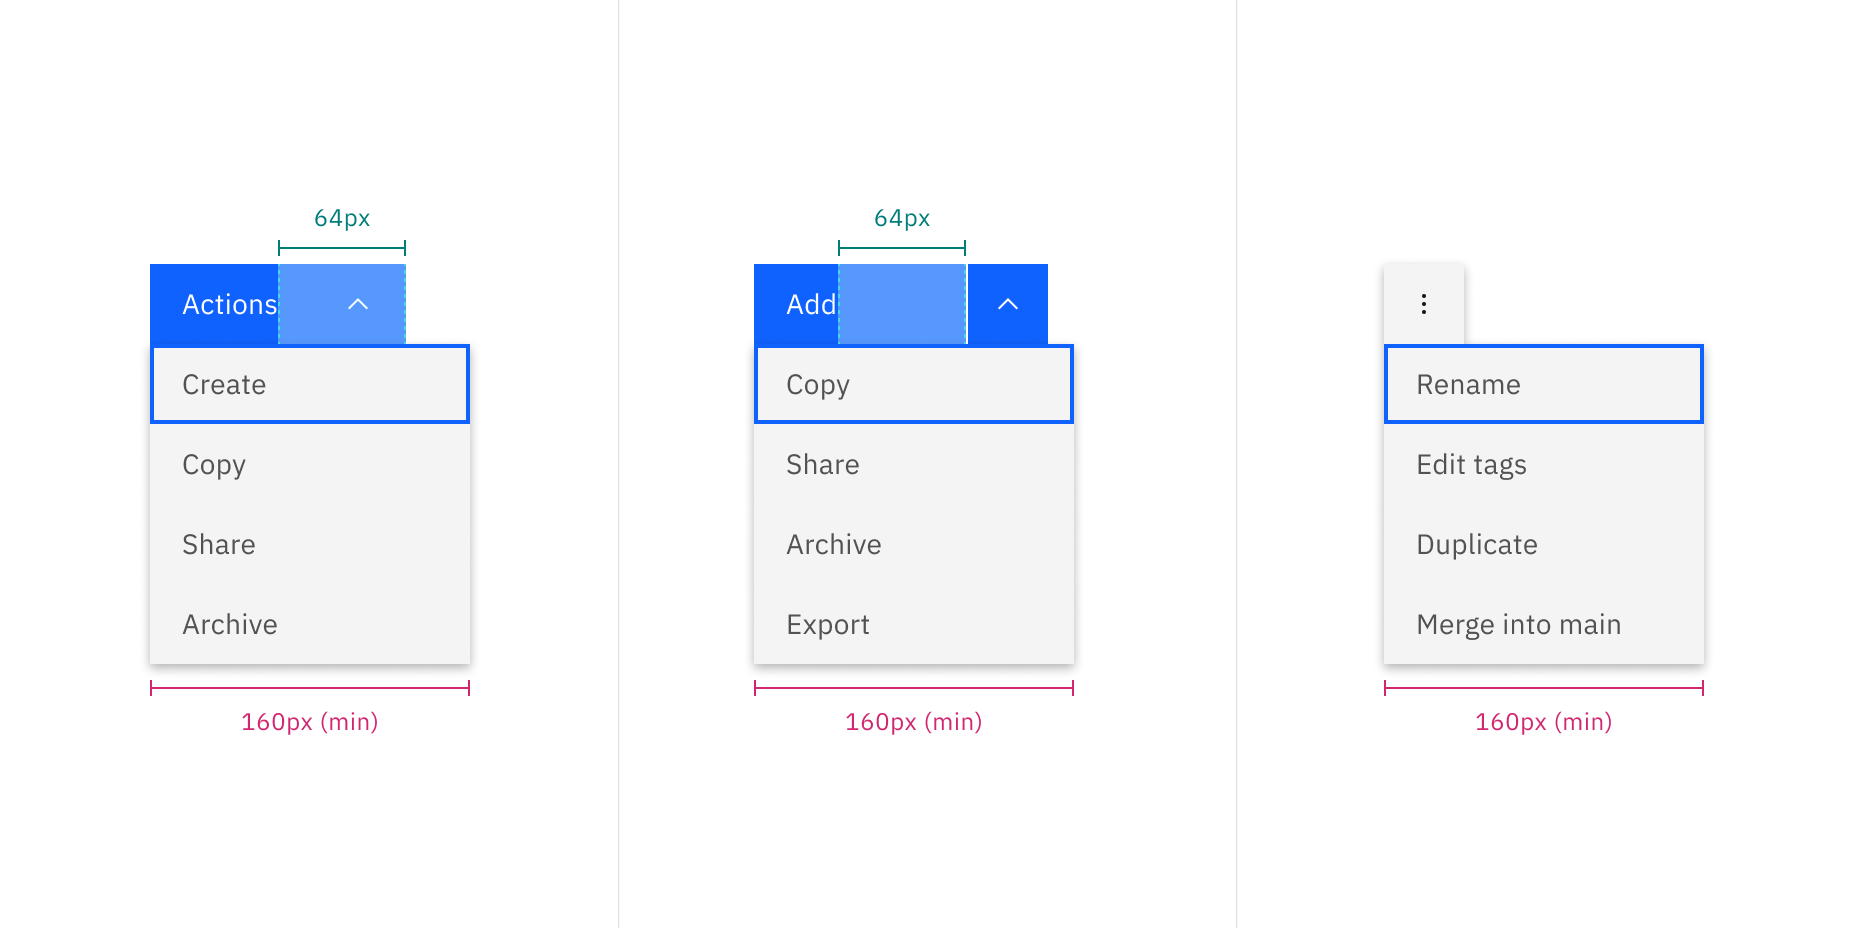 64px
Actions
Create
Copy
Share
Archive
160px (min)
64px
Add
Copy
Share
Archive
Export
160px (min)
Rename
Edit tags
Duplicate
Merge into main
160px (min)